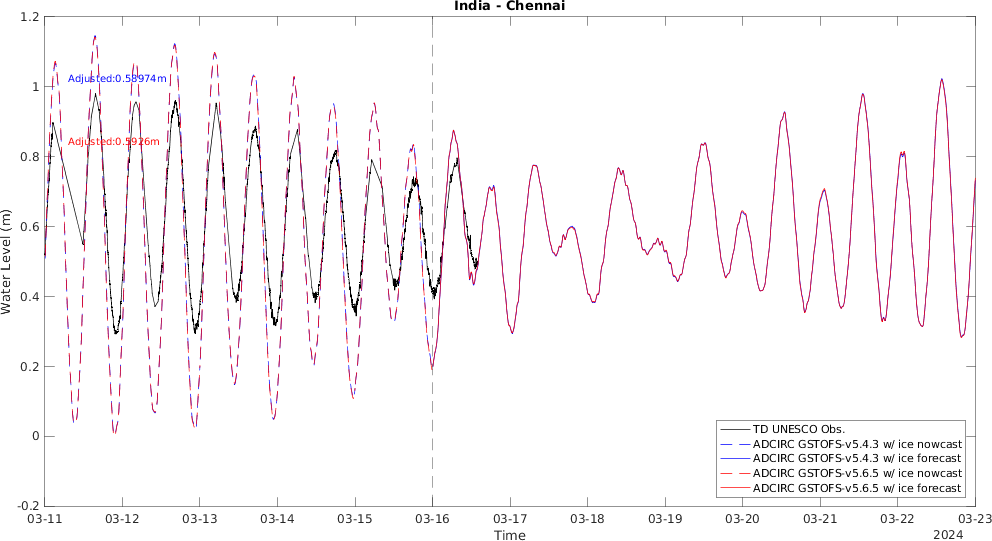 India - Chennai
Water Level (m)
1.2
1
0.8
0.6
0.4
0.2
0
-0.2
Adjusted:0.58974m
Adjusted:0.5926m
TD UNESCO Obs.
ADCIRC GSTOFS-v5.4.3 w/ ice nowcast
ADCIRC GSTOFS-v5.4.3 w/ ice forecast
ADCIRC GSTOFS-v5.6.5 w/ ice nowcast
ADCIRC GSTOFS-v5.6.5 w/ ice forecast
03-11 03-12 03-13 03-14 03-15 03-16 03-17 03-18 03-19 03-20 03-21 03-22 03-23
Time
2024